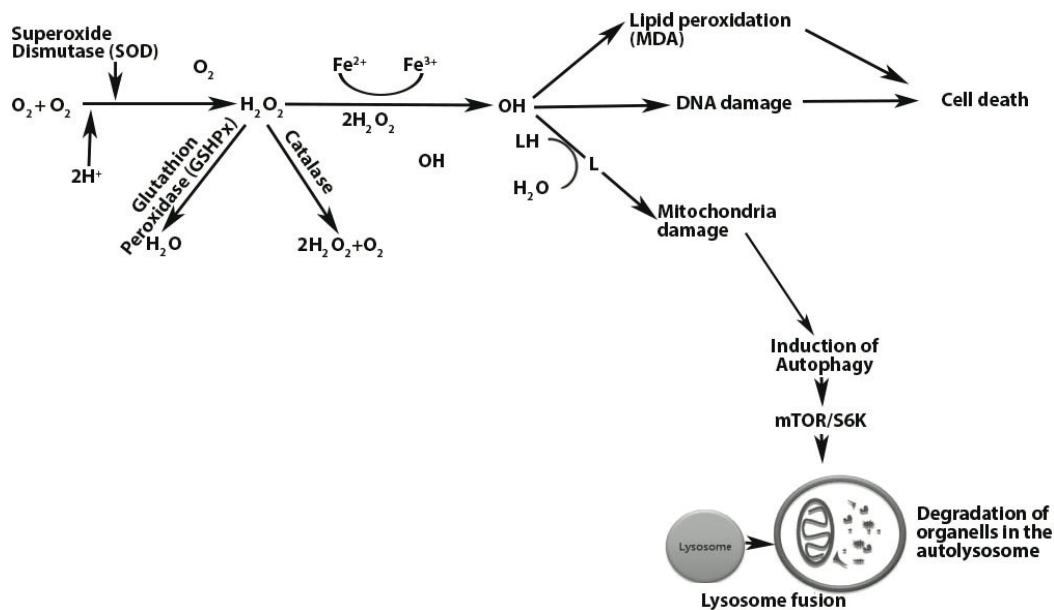 Superoxide
Dismutase (SOD)
O₂
O₂ + O₂
2H⁺
H₂O₂
Fe²⁺
Fe³⁺
2H₂O₂
OH
OH
Glutathion
Peroxidase (GSHPx)
H₂O
Catalase
2H₂O₂+O₂
Lipid peroxidation
(MDA)
DNA damage
Cell death
LH
L
H₂O
Mitochondria
damage
Induction of
Autophagy
mTOR/S6K
Lysosome
Lysosome fusion
Degradation of
organells in the
autolysosome